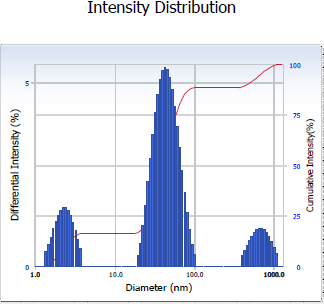 Intensity Distribution
Differential Intensity (%)
5
0
100
75
50
25
0
Cumulative Intensity(%)
1.0 10.0 100.0 1000.0
Diameter (nm)